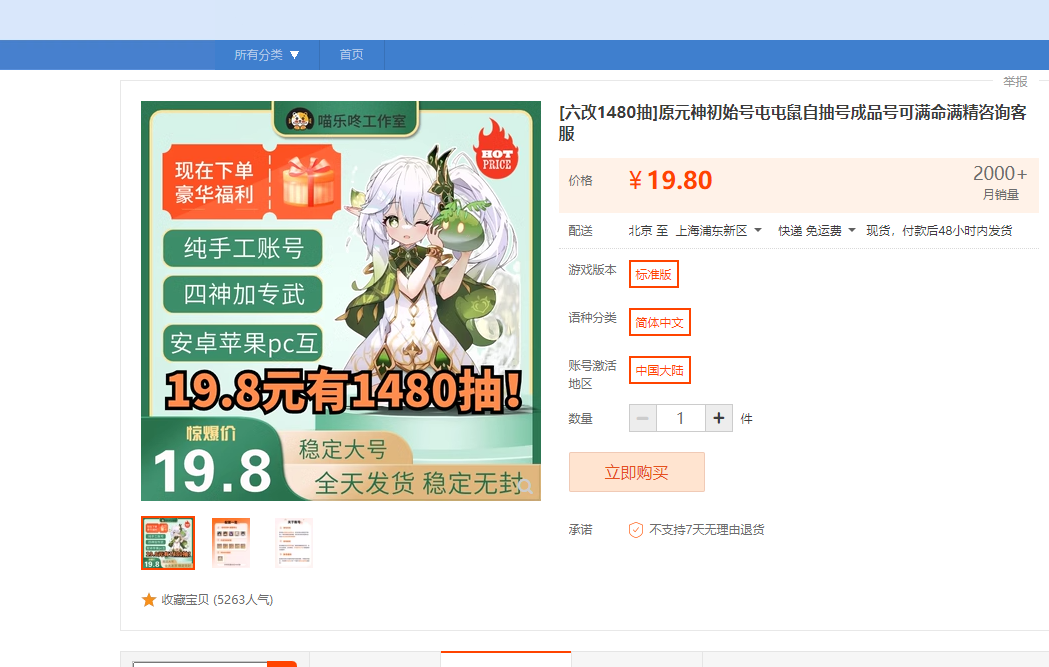 所有分类 ▼
首页
举报
喵乐咚工作室
HOT
PRICE
现在下单
豪华福利
纯手工账号
四神加专武
安卓苹果pc互
19.8元有1480抽!
惊爆价
19.8
稳定大号
全天发货 稳定无封
[六改1480抽]原元神初始号屯屯鼠自抽号成品号可满命满精咨询客
服
价格
¥19.80
2000+
月销量
配送
北京 至 上海浦东新区
快递 免运费
现货，付款后48小时内发货
游戏版本
标准版
语种分类
简体中文
账号激活
地区
中国大陆
数量
1
件
立即购买
承诺
不支持7天无理由退货
收藏宝贝 (5263人气)